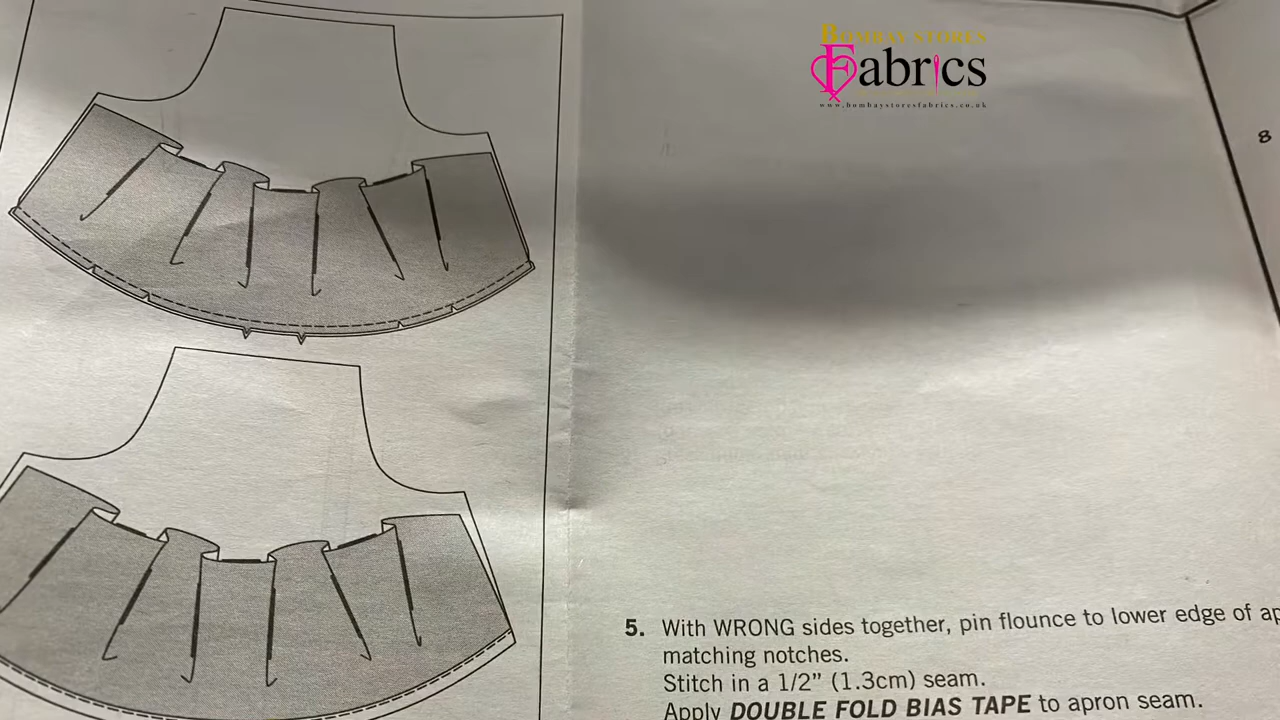 BOMBAY STORES
Fabrics
www.bombaystoresfabrics.co.uk
8
5. With WRONG sides together, pin flounce to lower edge of ap
matching notches.
Stitch in a 1/2” (1.3cm) seam.
Apply DOUBLE FOLD BIAS TAPE to apron seam.